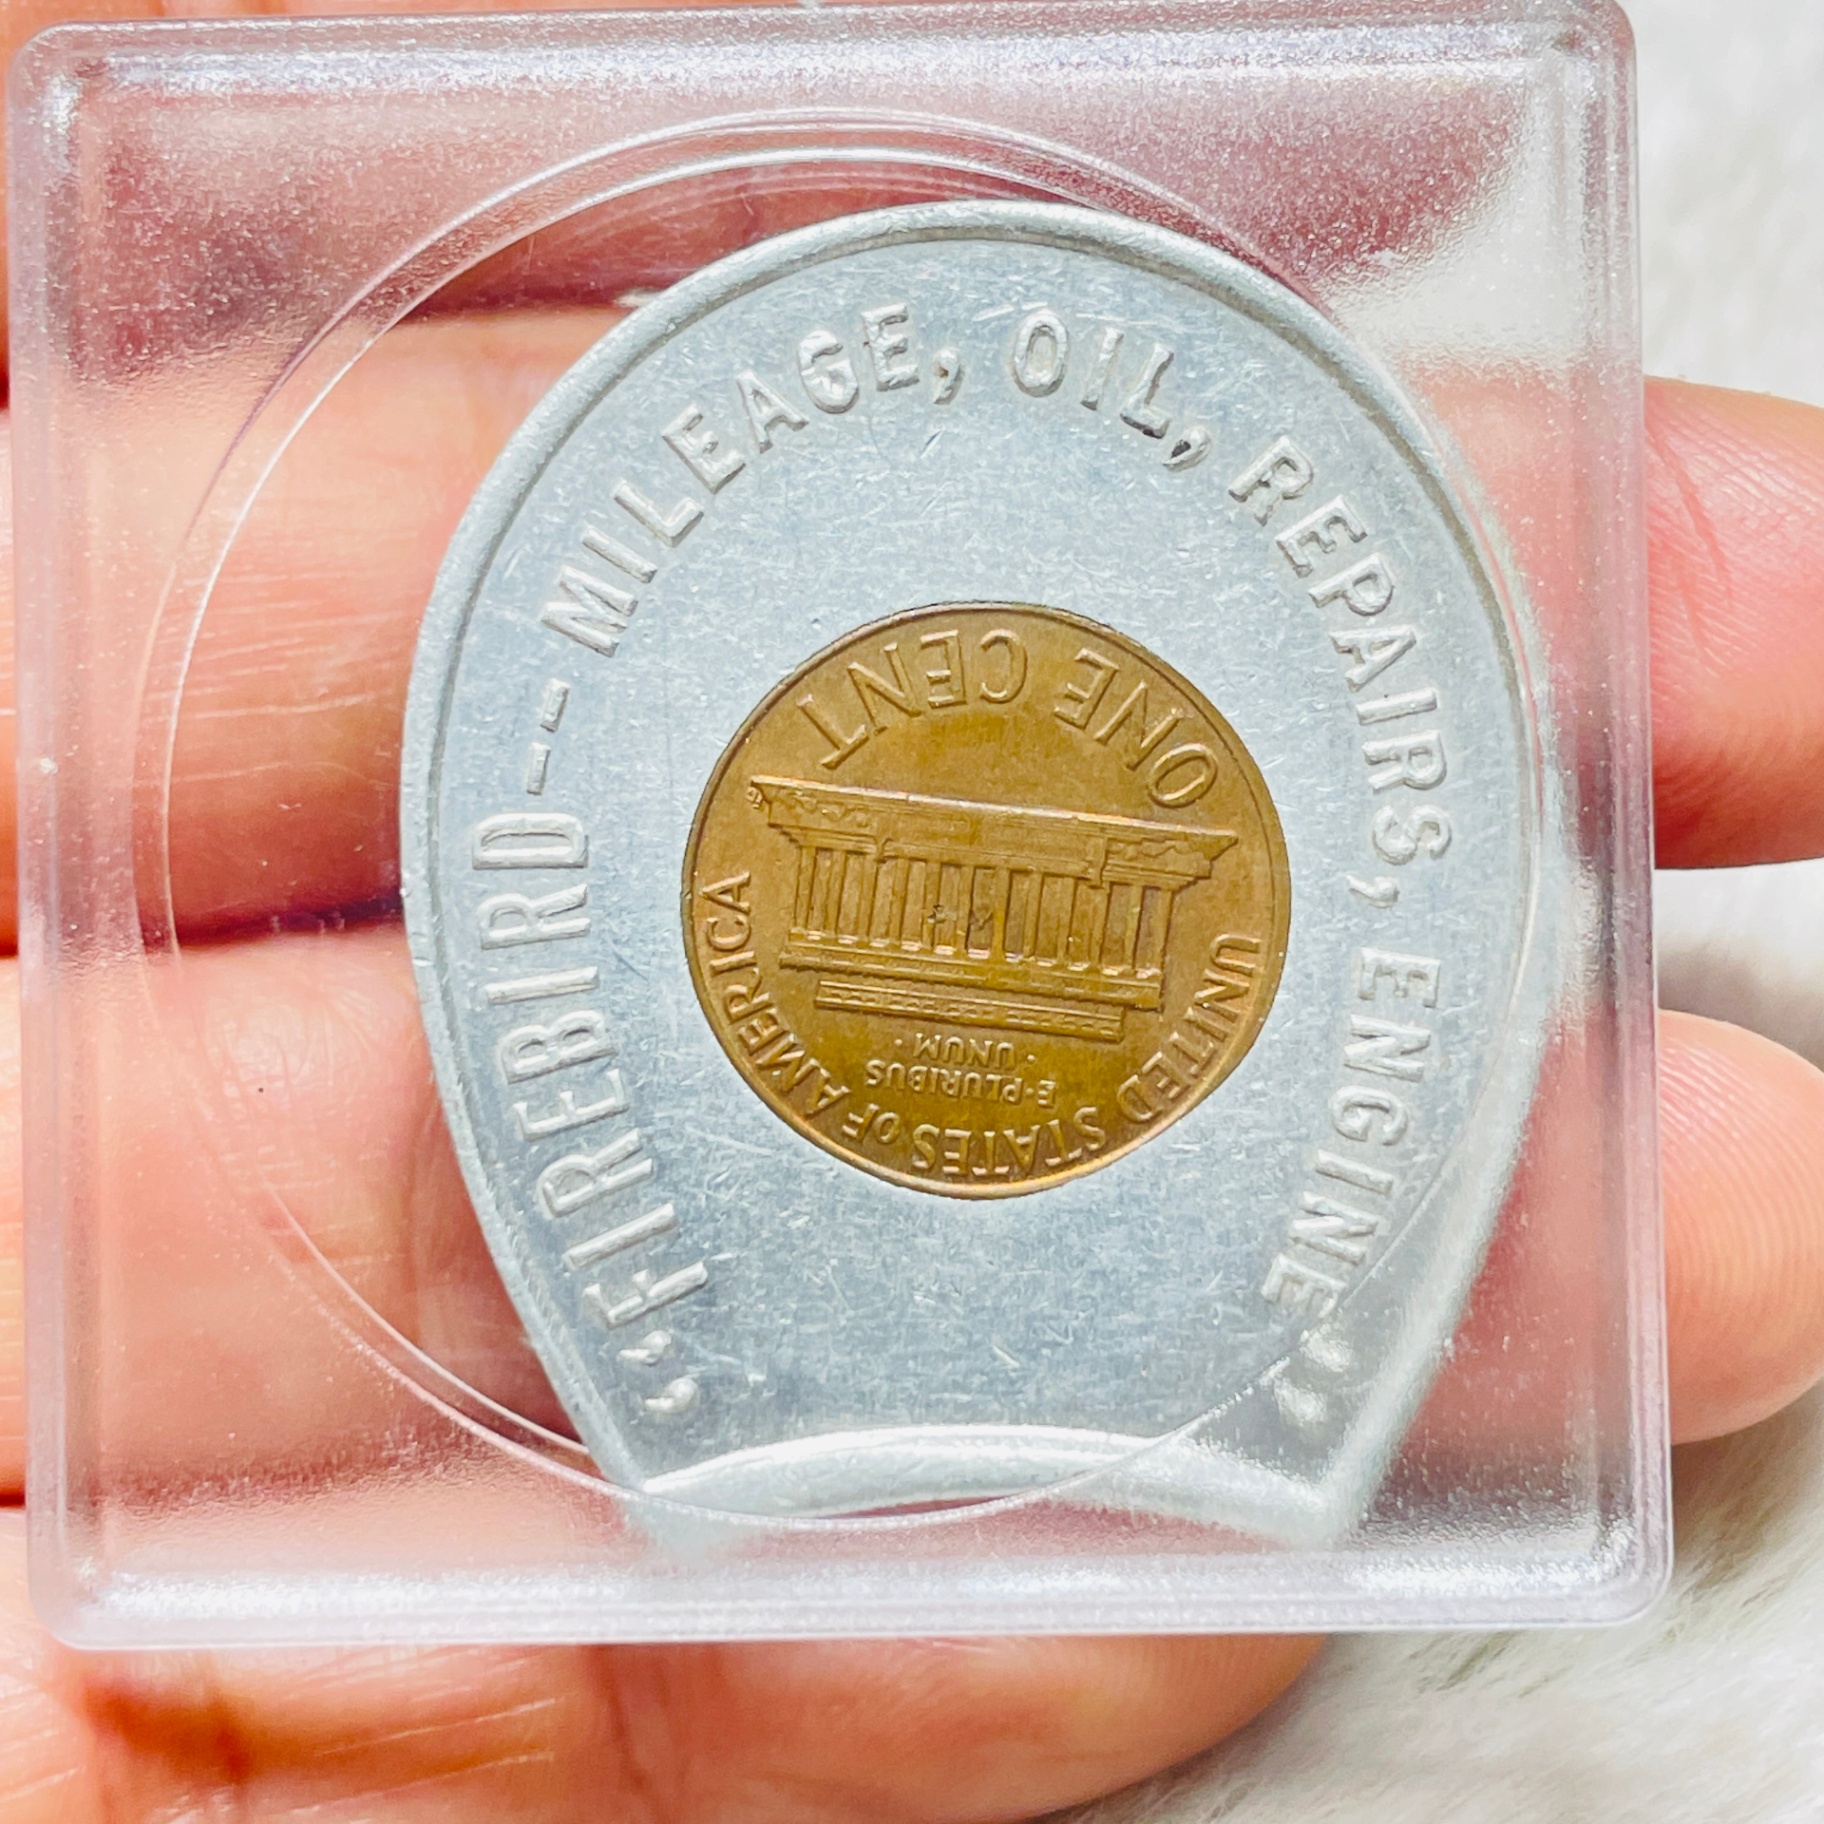 “FIREBIRD -- MILEAGE, OIL, REPAIRS, ENGINE”
ONE CENT
E·PLURIBUS
·UNUM·
UNITED STATES OF AMERICA